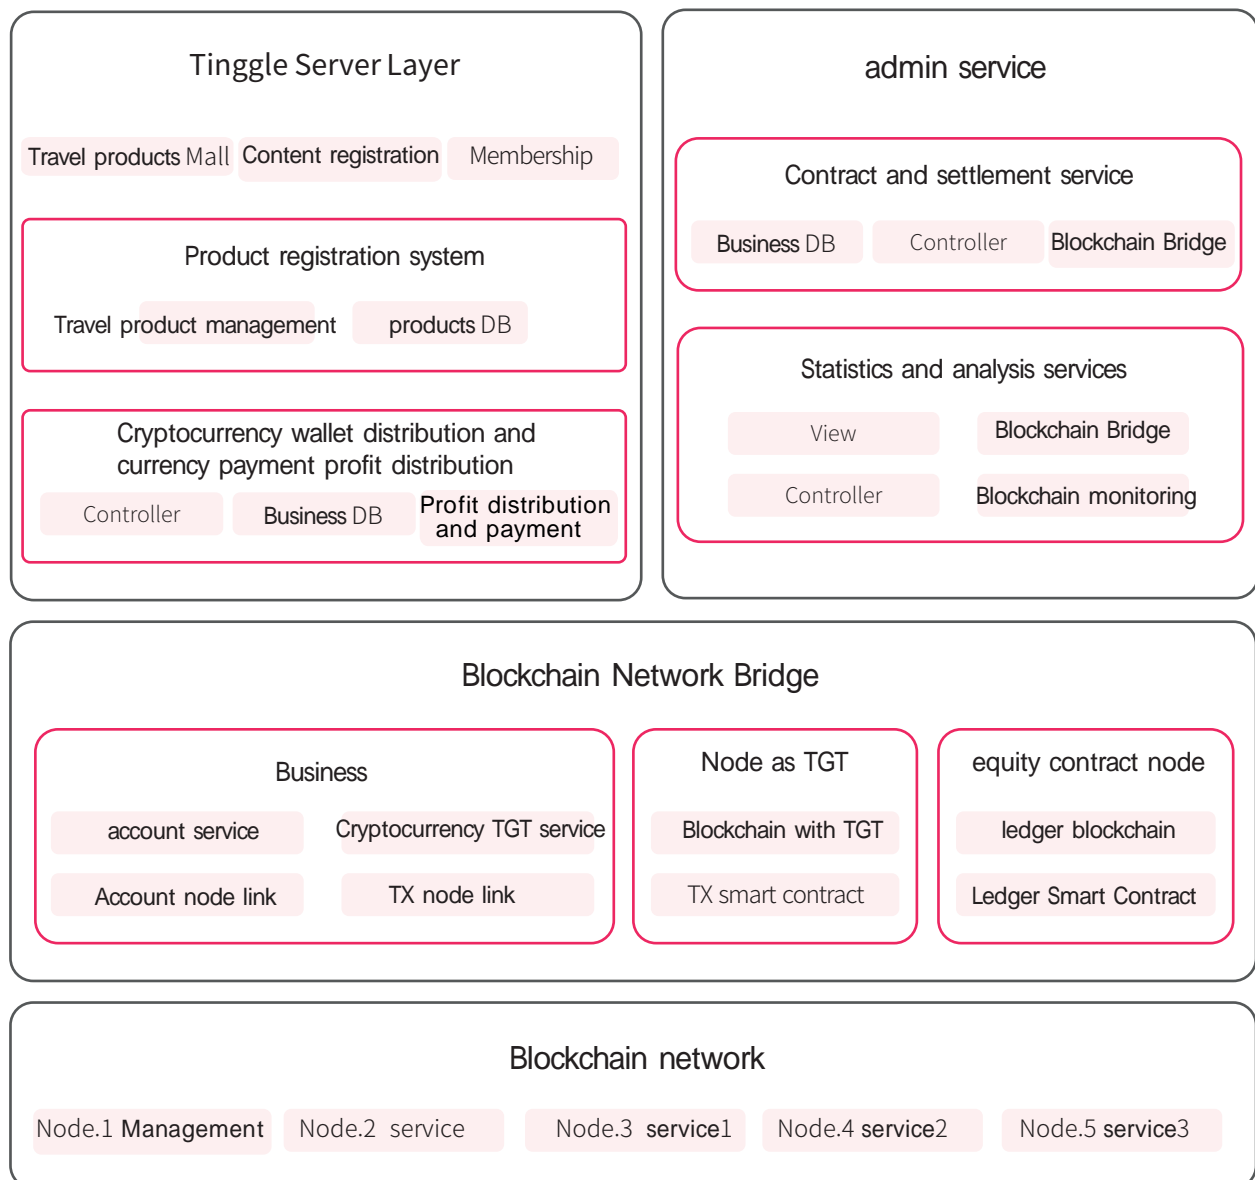 Tinggle Server Layer
Travel products Mall
Content registration
Membership
Product registration system
Travel product management
products DB
Cryptocurrency wallet distribution and
currency payment profit distribution
Controller
Business DB
Profit distribution
and payment
admin service
Contract and settlement service
Business DB
Controller
Blockchain Bridge
Statistics and analysis services
View
Blockchain Bridge
Controller
Blockchain monitoring
Blockchain Network Bridge
Business
account service
Cryptocurrency TGT service
Account node link
TX node link
Node as TGT
Blockchain with TGT
TX smart contract
equity contract node
ledger blockchain
Ledger Smart Contract
Blockchain network
Node.1 Management
Node.2 service
Node.3 service1
Node.4 service2
Node.5 service3